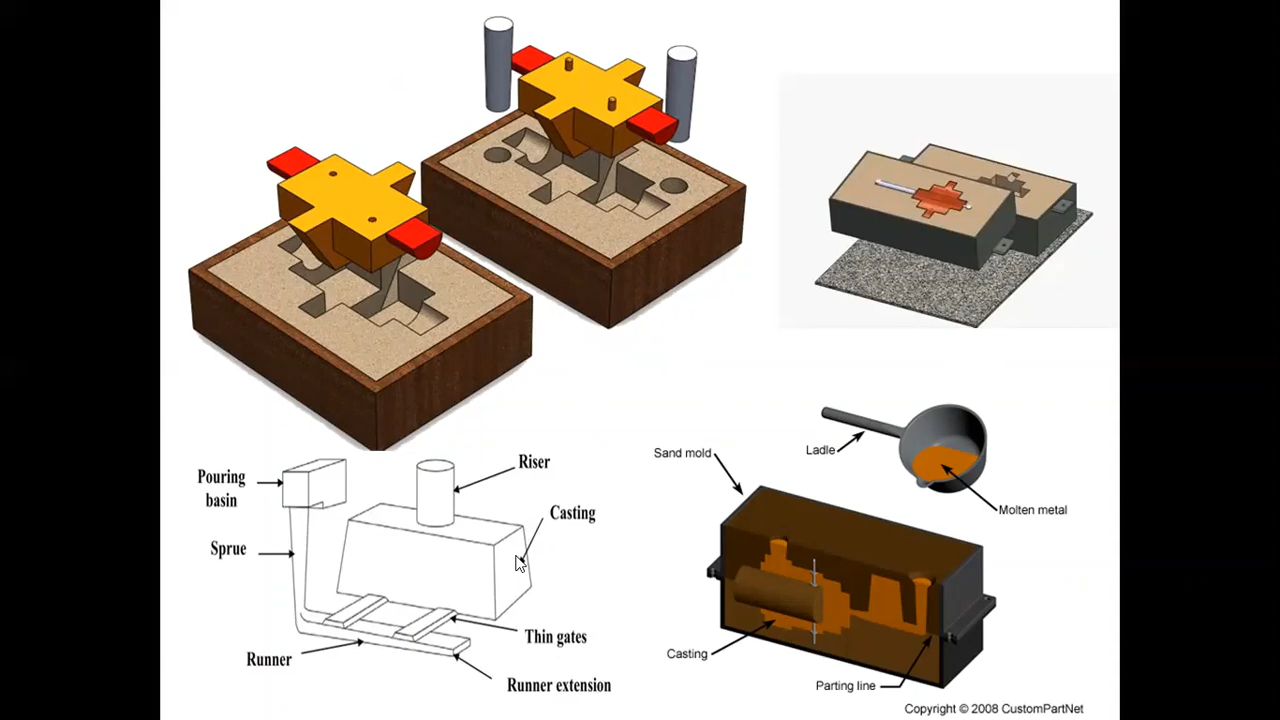 Pouring
basin
Riser
Casting
Sprue
Thin gates
Runner
Runner extension
Ladle
Sand mold
Molten metal
Casting
Parting line
Copyright © 2008 CustomPartNet